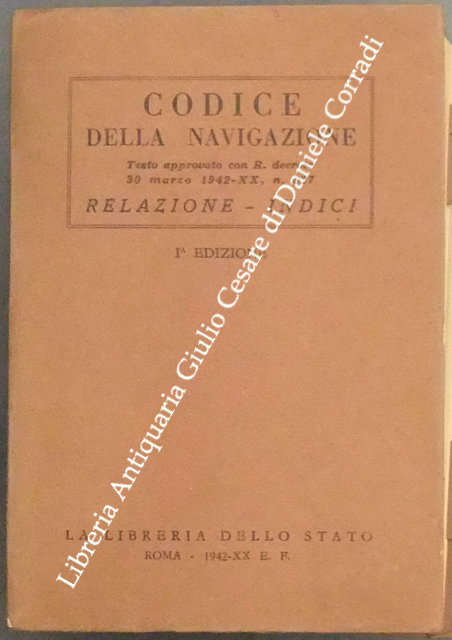 CODICE
DELLA NAVIGAZIONE
Testo approvato con R.
30 marzo 1942-XX, n.
RELAZIONE - INDICI
Iª EDIZIONE
LA LIBRERIA DELLO STATO
ROMA - 1942-XX E. F.
Libreria Antiquaria Giulio Cesare di Daniele Corradi